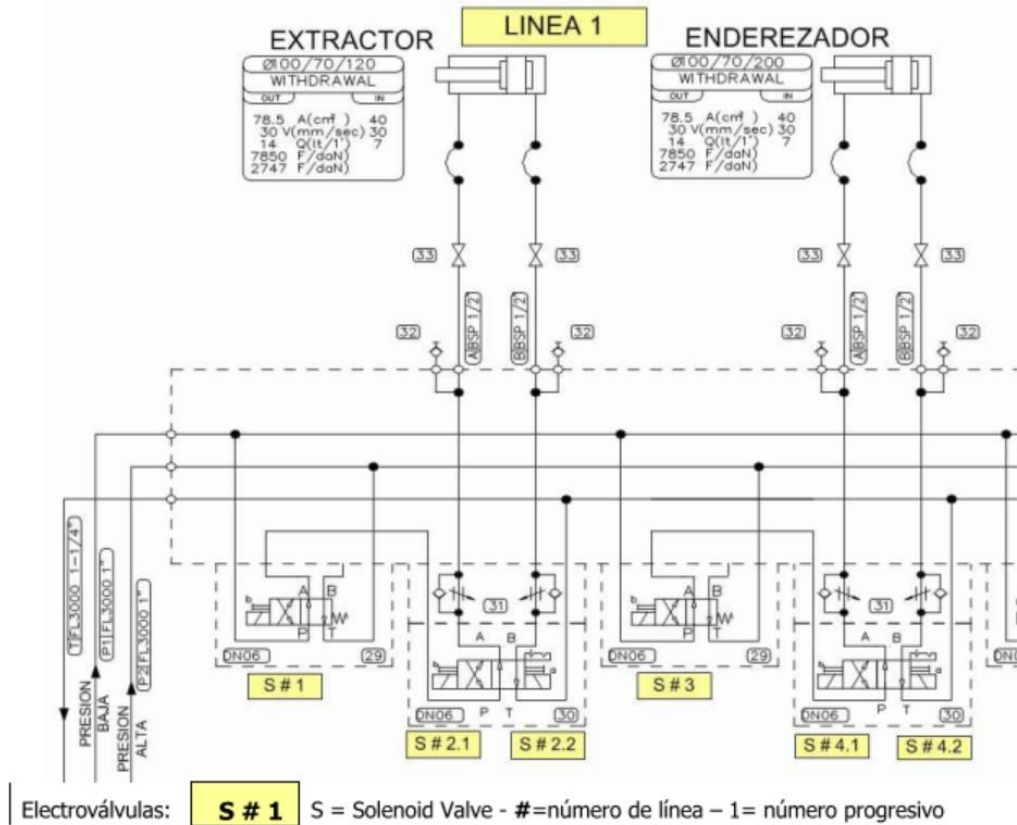 LINEA 1
EXTRACTOR
Ø100/70/120
WITHDRAWAL
OUT IN
78.5 A(cm²) 40
30 V(mm/sec) 30
14 Q(lt/1') 7
7850 F/daN)
2747 F/daN)
ENDEREZADOR
Ø100/70/200
WITHDRAWAL
OUT IN
78.5 A(cm²) 40
30 V(mm/sec) 30
14 Q(lt/1') 7
7850 F/daN)
2747 F/daN)
33
33
33
33
32
A|BSP 1/2"
B|BSP 1/2"
32
32
A|BSP 1/2"
B|BSP 1/2"
32
T|FL3000 1-1/4"
P1|FL3000 1"
P2|FL3000 1"
PRESION BAJA
PRESION ALTA
b
A B
P T
DN06 29
S # 1
31
A B
b
P T
DN06 30
S # 2.1
S # 2.2
b
A B
P T
DN06 29
S # 3
31
A B
b
P T
DN06 30
S # 4.1
S # 4.2
Electroválvulas: S # 1 S = Solenoid Valve - #=número de línea – 1= número progresivo